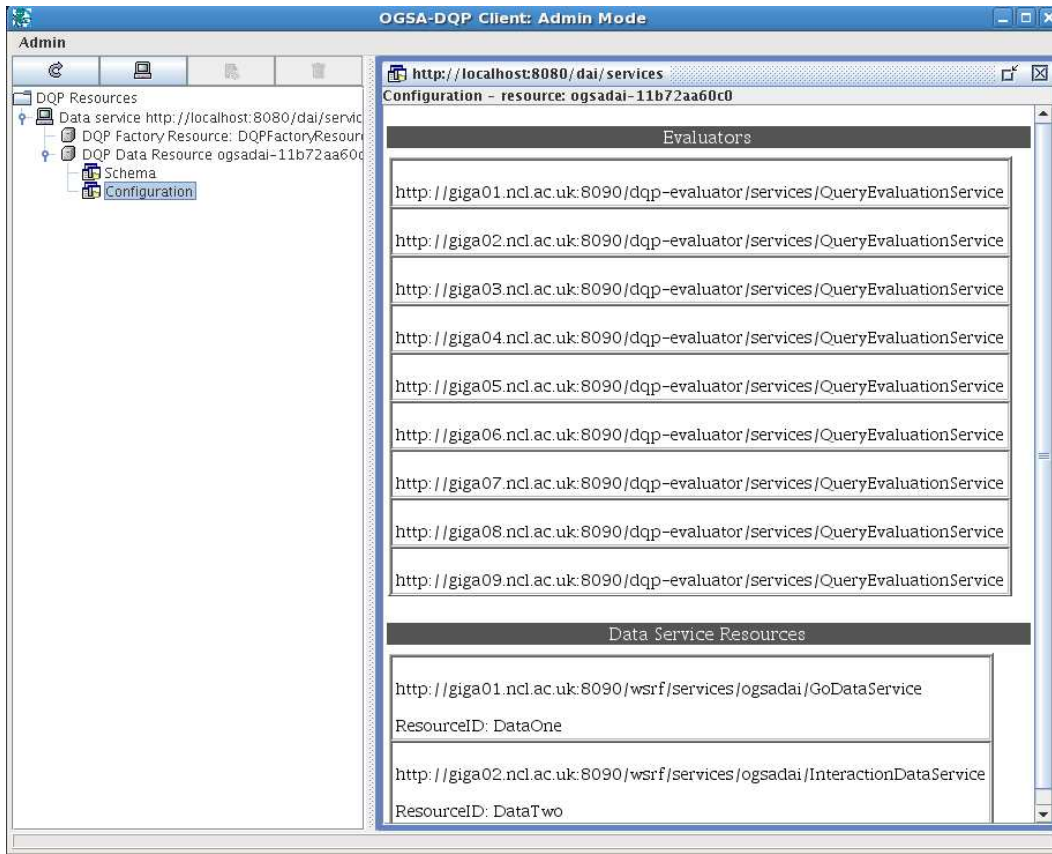 OGSA-DQP Client: Admin Mode
Admin
DQP Resources
Data service http://localhost:8080/dai/servic
DQP Factory Resource: DQPFactoryResour
DQP Data Resource ogsadai-11b72aa60c
Schema
Configuration
http://localhost:8080/dai/services
Configuration - resource: ogsadai-11b72aa60c0
Evaluators
http://giga01.ncl.ac.uk:8090/dqp-evaluator/services/QueryEvaluationService
http://giga02.ncl.ac.uk:8090/dqp-evaluator/services/QueryEvaluationService
http://giga03.ncl.ac.uk:8090/dqp-evaluator/services/QueryEvaluationService
http://giga04.ncl.ac.uk:8090/dqp-evaluator/services/QueryEvaluationService
http://giga05.ncl.ac.uk:8090/dqp-evaluator/services/QueryEvaluationService
http://giga06.ncl.ac.uk:8090/dqp-evaluator/services/QueryEvaluationService
http://giga07.ncl.ac.uk:8090/dqp-evaluator/services/QueryEvaluationService
http://giga08.ncl.ac.uk:8090/dqp-evaluator/services/QueryEvaluationService
http://giga09.ncl.ac.uk:8090/dqp-evaluator/services/QueryEvaluationService
Data Service Resources
http://giga01.ncl.ac.uk:8090/wsrf/services/ogsadai/GoDataService
ResourceID: DataOne
http://giga02.ncl.ac.uk:8090/wsrf/services/ogsadai/InteractionDataService
ResourceID: DataTwo